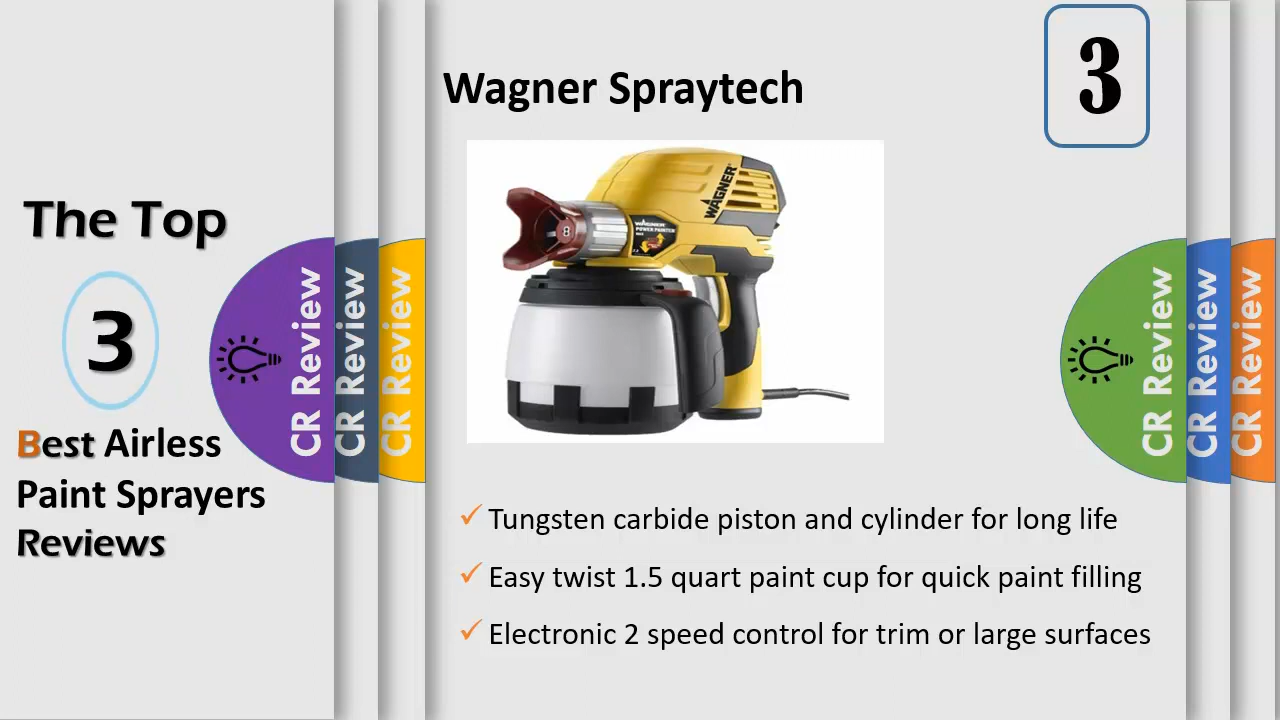 The Top
3
Best Airless
Paint Sprayers
Reviews
CR Review
CR Review
CR Review
Wagner Spraytech
3
WAGNER
WAGNER
POWER PAINTER
Tungsten carbide piston and cylinder for long life
Easy twist 1.5 quart paint cup for quick paint filling
Electronic 2 speed control for trim or large surfaces
CR Review
CR Review
CR Review